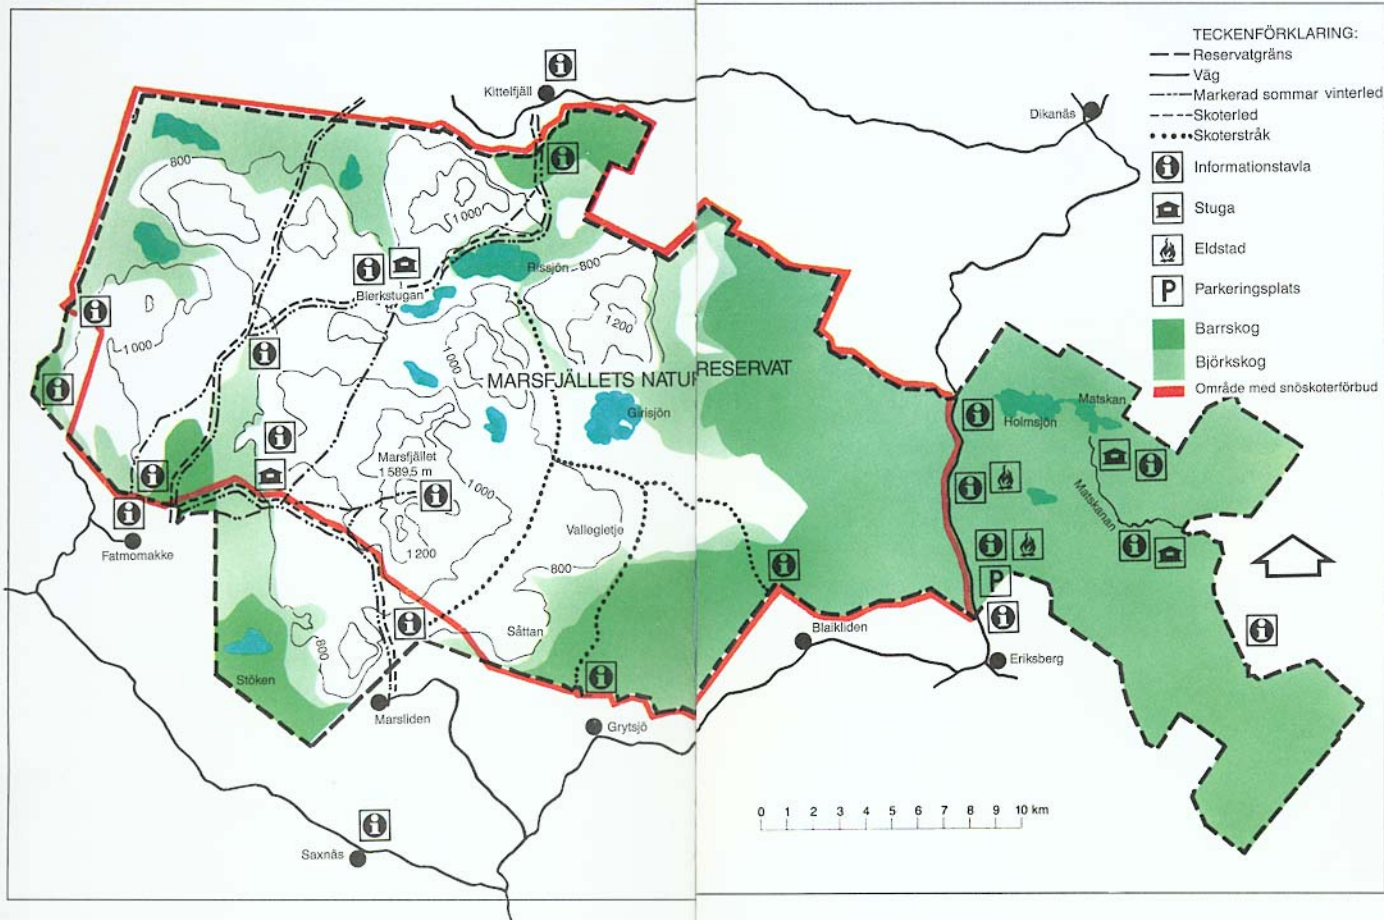 TECKENFÖRKLARING:
Reservatgräns
Väg
Markerad sommar vinterled
Skoterled
Skoterstråk
Informationstavla
Stuga
Eldstad
P Parkeringsplats
Barrskog
Björkskog
Område med snöskoterförbud
Kittelfjäll
Dikanäs
800
1000
Rissjön
800
Bierkstugan
1000
1200
1000
MARSFJÄLLETS NATURRESERVAT
Girisjön
Holmsjön
Matskan
Marsfjället
1589,5 m
1000
1200
Vallegietje
Matskanan
Fatmomakke
800
P
Såttan
Blaikliden
Eriksberg
800
Stöken
Marsliden
Grytsjö
0 1 2 3 4 5 6 7 8 9 10 km
Saxnäs